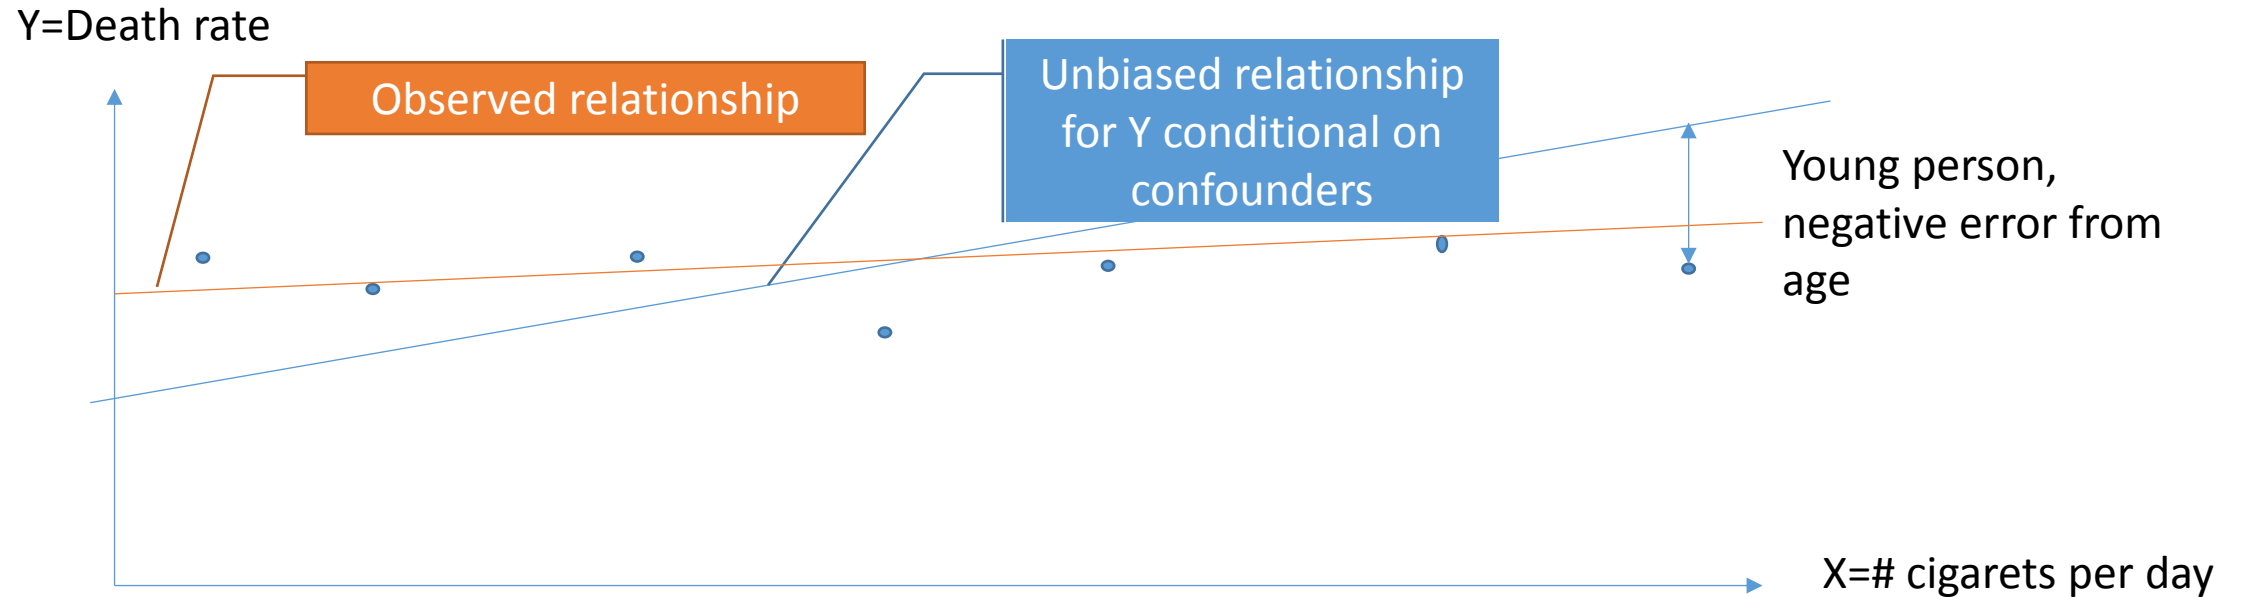 Y=Death rate
Observed relationship
Unbiased relationship
for Y conditional on
confounders
Young person,
negative error from
age
X=# cigarets per day